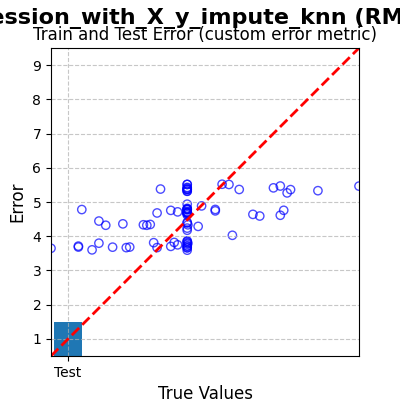 ession_with_X_y_impute_knn (RM
Train and Test Error (custom error metric)
9
8
7
6
5
4
3
2
1
Error
Test
True Values